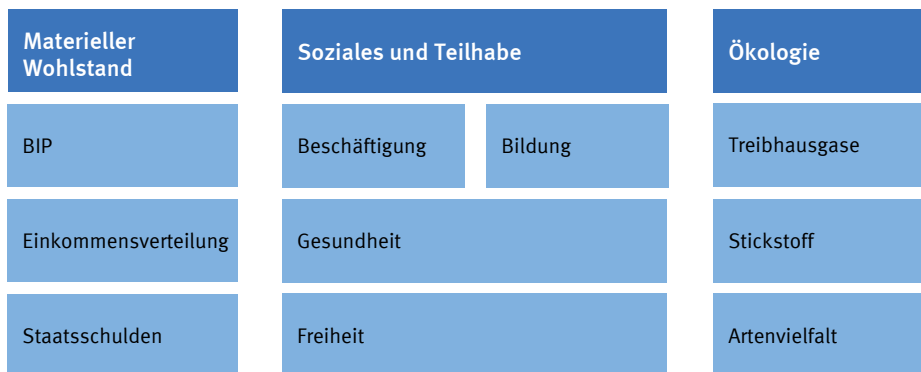 Materieller
Wohlstand
BIP
Einkommensverteilung
Staatsschulden
Soziales und Teilhabe
Beschäftigung
Bildung
Gesundheit
Freiheit
Ökologie
Treibhausgase
Stickstoff
Artenvielfalt